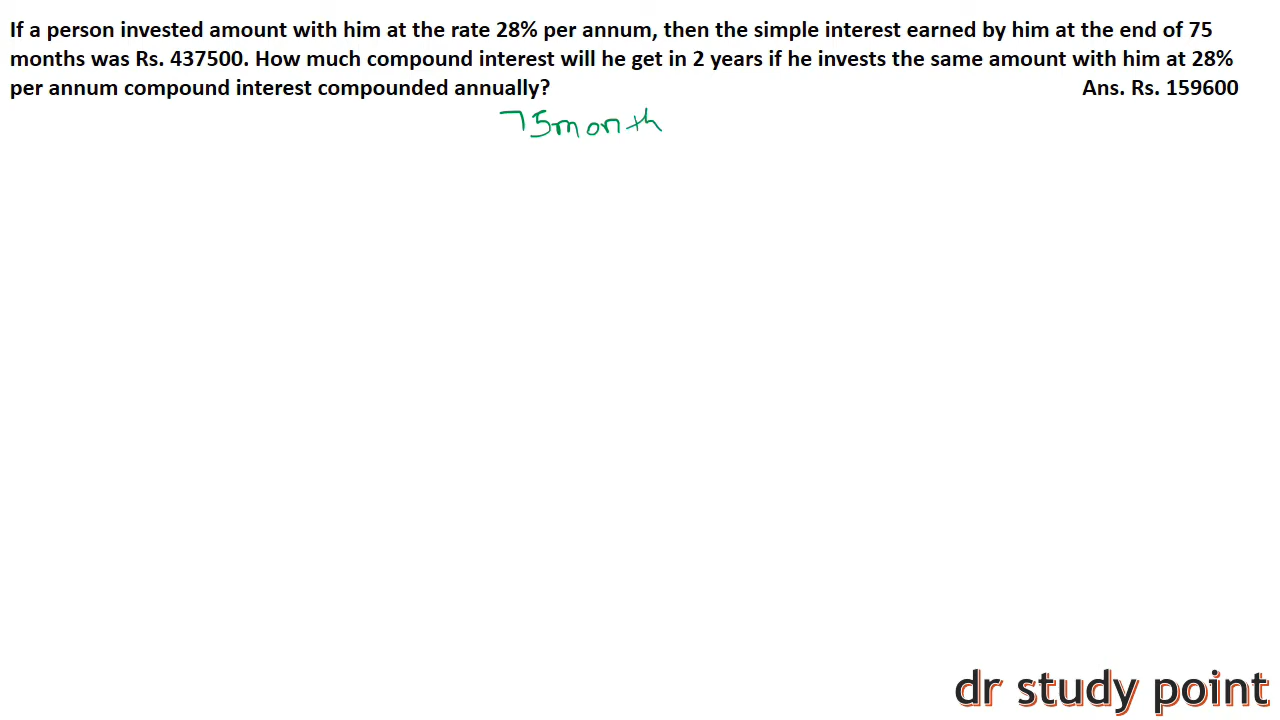 If a person invested amount with him at the rate 28% per annum, then the simple interest earned by him at the end of 75
months was Rs. 437500. How much compound interest will he get in 2 years if he invests the same amount with him at 28%
per annum compound interest compounded annually? Ans. Rs. 159600
75month
dr study point